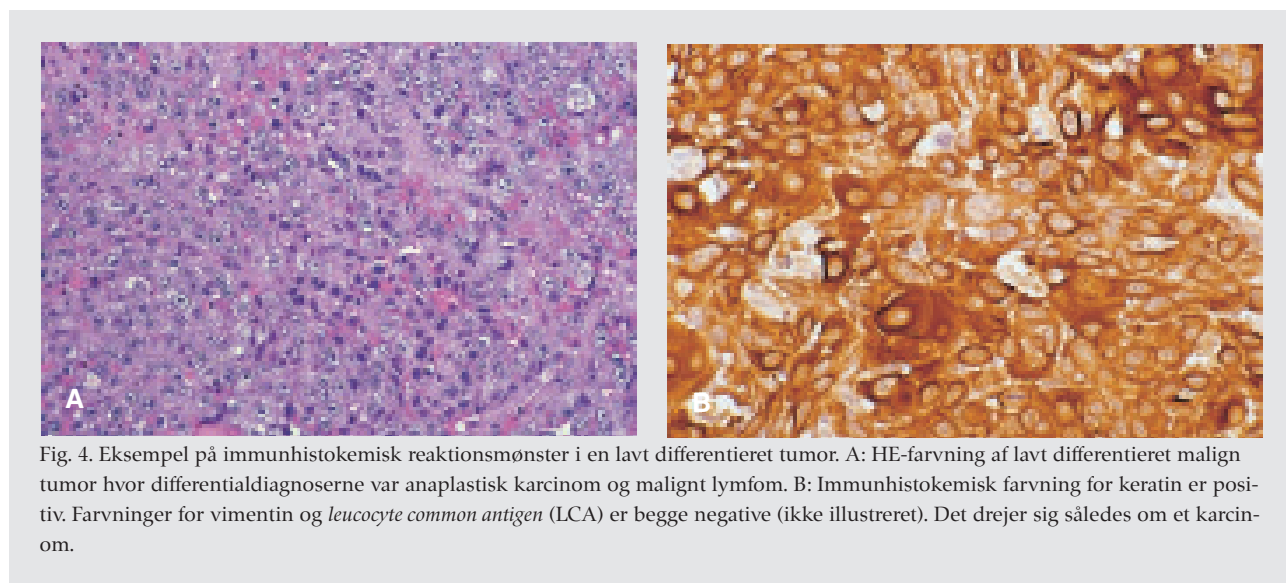 A
B
Fig. 4. Eksempel på immunhistokemisk reaktionsmønster i en lavt differentieret tumor. A: HE-farvning af lavt differentieret malign
tumor hvor differentialdiagnoserne var anaplastisk karcinom og malignt lymfom. B: Immunhistokemisk farvning for keratin er posi-
tiv. Farvninger for vimentin og leucocyte common antigen (LCA) er begge negative (ikke illustreret). Det drejer sig således om et karcin-
om.